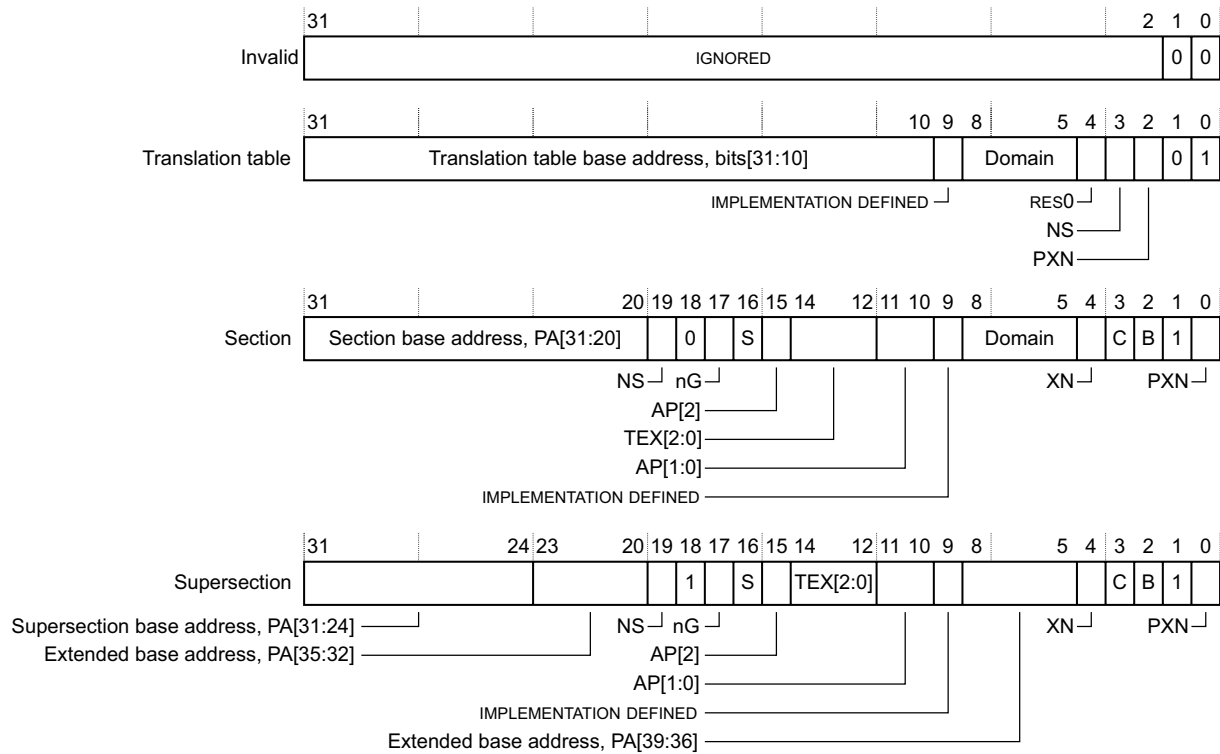 31 2 1 0
Invalid IGNORED 0 0
31 10 9 8 5 4 3 2 1 0
Translation table Translation table base address, bits[31:10] Domain 0 1
IMPLEMENTATION DEFINED RES0
NS
PXN
31 20 19 18 17 16 15 14 12 11 10 9 8 5 4 3 2 1 0
Section Section base address, PA[31:20] 0 S Domain C B 1
NS nG XN PXN
AP[2]
TEX[2:0]
AP[1:0]
IMPLEMENTATION DEFINED
31 24 23 20 19 18 17 16 15 14 12 11 10 9 8 5 4 3 2 1 0
Supersection 1 S TEX[2:0] C B 1
Supersection base address, PA[31:24] NS nG XN PXN
Extended base address, PA[35:32] AP[2]
AP[1:0]
IMPLEMENTATION DEFINED
Extended base address, PA[39:36]